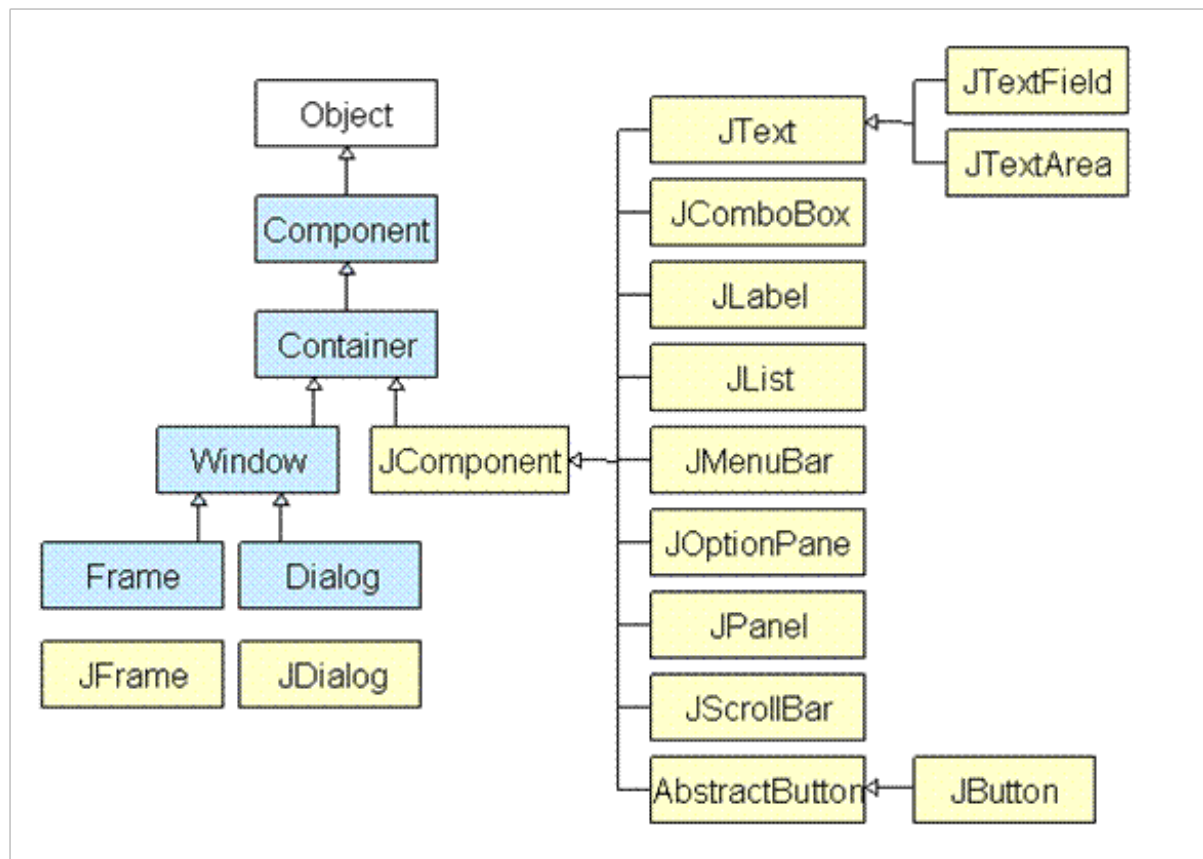 Object
Component
Container
Window
JComponent
Frame
Dialog
JFrame
JDialog
JText
JComboBox
JLabel
JList
JMenuBar
JOptionPane
JPanel
JScrollBar
AbstractButton
JTextField
JTextArea
JButton